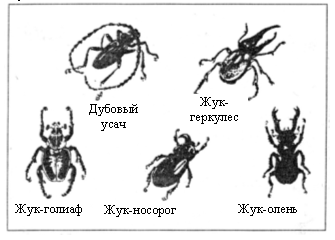 Дубовый
усач
Жук-
геркулес
Жук-голиаф
Жук-носорог
Жук-олень